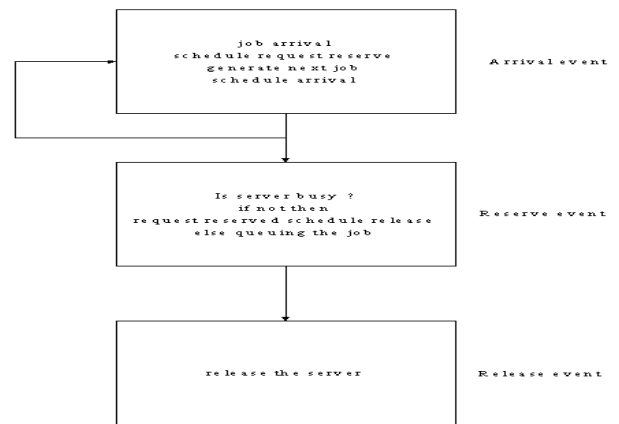 job arrival
schedule request reserve
generate next job
schedule arrival
Arrival event
Is server busy ?
if not then
request reserved schedule release
else queuing the job
Reserve event
release the server
Release event